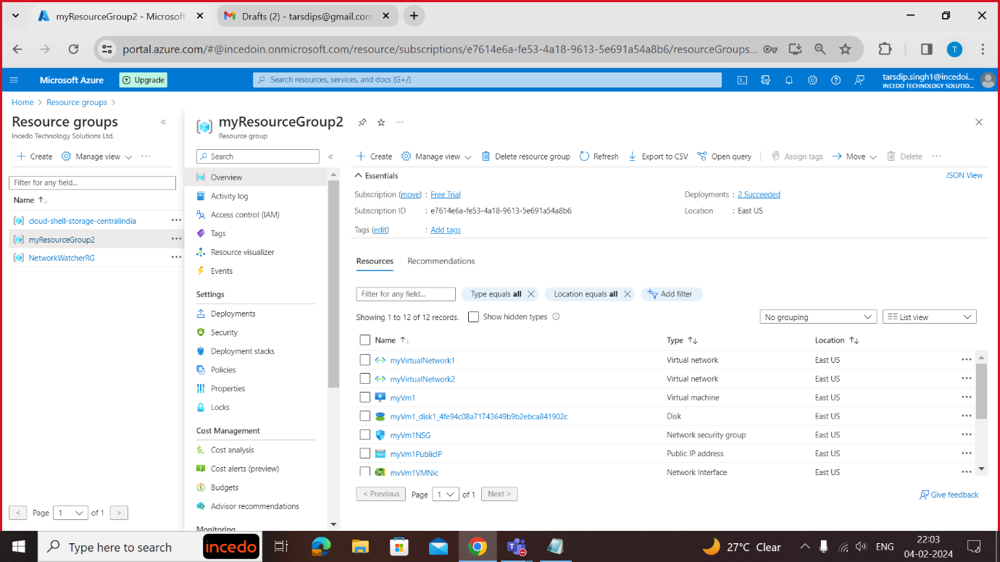 myResourceGroup2 - Microsoft
Drafts (2) - tarsdips@gmail.com
portal.azure.com/#@incedoin.onmicrosoft.com/resource/subscriptions/e7614e6a-fe53-4a18-9613-5e691a54a8b6/resourceGroups...
T
Microsoft Azure
Upgrade
Search resources, services, and docs (G+/)
tarsdip.singh1@incedoi...
INCEDO TECHNOLOGY SOLUTIO...
Home > Resource groups >
Resource groups
Incedo Technology Solutions Ltd.
Create
Manage view
Filter for any field...
Name
cloud-shell-storage-centralindia
myResourceGroup2
NetworkWatcherRG
< Page 1 of 1 >
myResourceGroup2
Resource group
Search
Overview
Activity log
Access control (IAM)
Tags
Resource visualizer
Events
Settings
Deployments
Security
Deployment stacks
Policies
Properties
Locks
Cost Management
Cost analysis
Cost alerts (preview)
Budgets
Advisor recommendations
Monitoring
Create Manage view Delete resource group Refresh Export to CSV Open query Assign tags Move Delete
Essentials
JSON View
Subscription (move) : Free Trial
Deployments : 2 Succeeded
Subscription ID : e7614e6a-fe53-4a18-9613-5e691a54a8b6
Location : East US
Tags (edit) : Add tags
Resources Recommendations
Filter for any field... Type equals all Location equals all Add filter
Showing 1 to 12 of 12 records. Show hidden types
No grouping List view
Name Type Location
myVirtualNetwork1 Virtual network East US
myVirtualNetwork2 Virtual network East US
myVm1 Virtual machine East US
myVm1_disk1_4fe94c08a71743649b9b2ebca841902c Disk East US
myVm1NSG Network security group East US
myVm1PublicIP Public IP address East US
myVm1VMNic Network Interface East US
< Previous Page 1 of 1 Next >
Give feedback
Type here to search
incedo
27°C Clear
ENG
22:03
04-02-2024